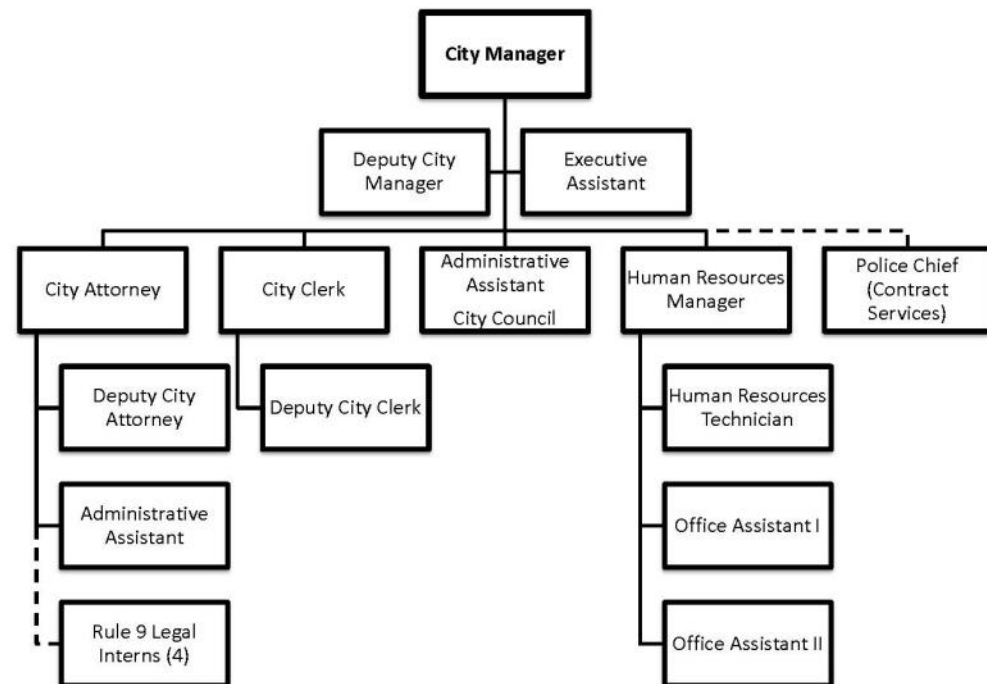 City Manager
Deputy City
Manager
Executive
Assistant
City Attorney
City Clerk
Administrative
Assistant
City Council
Human Resources
Manager
Police Chief
(Contract
Services)
Deputy City
Attorney
Deputy City Clerk
Human Resources
Technician
Administrative
Assistant
Office Assistant I
Rule 9 Legal
Interns (4)
Office Assistant II